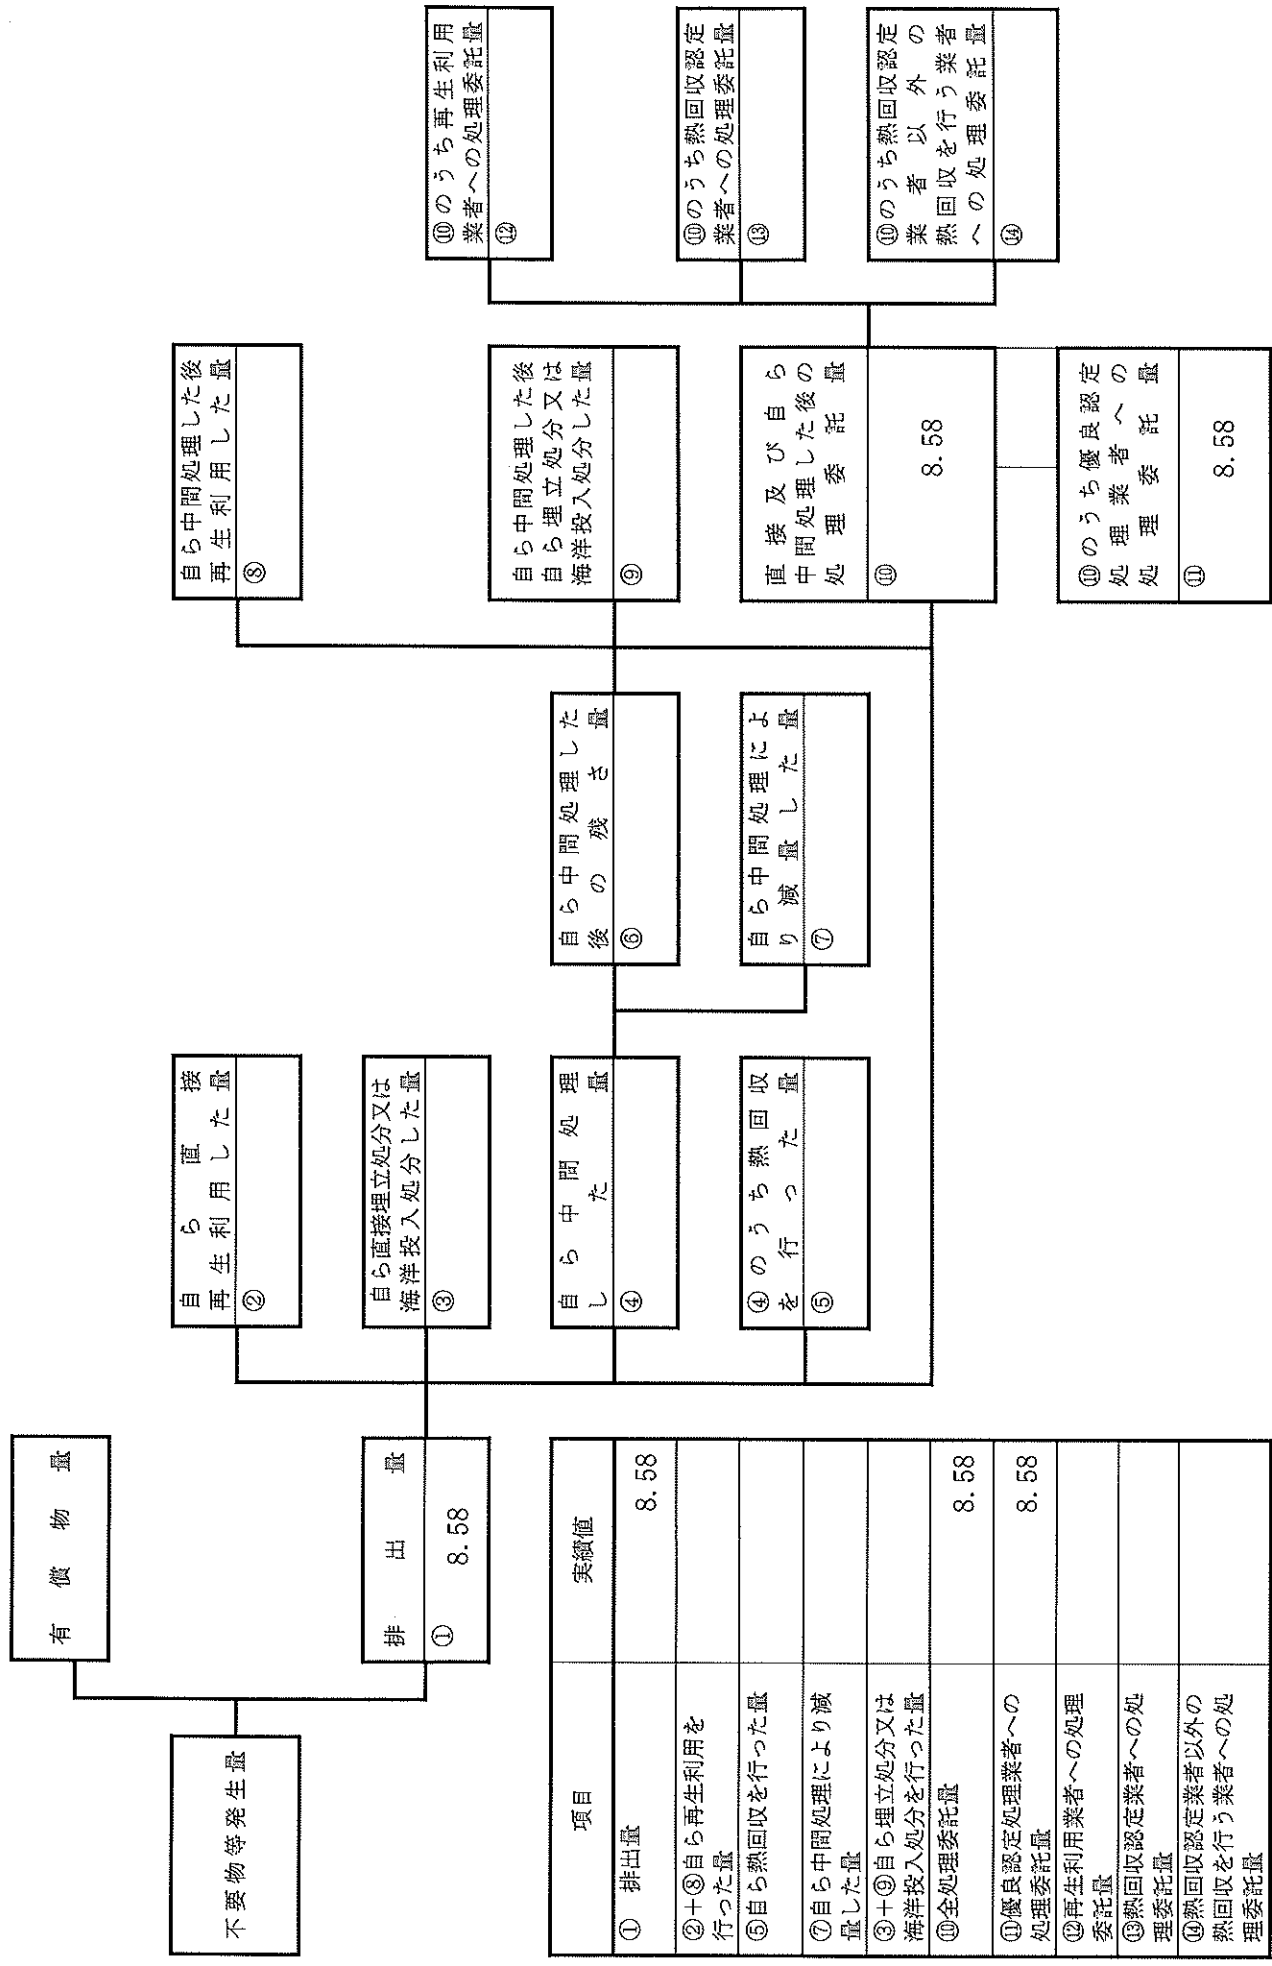 不要物等発生量
有償物量
排出量
①
8.58
自ら直接
再生利用した量
②
自ら直接埋立処分又は
海洋投入処分した量
③
自ら中間処理
した量
④
④のうち熱回収
を行った量
⑤
自ら中間処理した
後の残さ量
⑥
自ら中間処理によ
り減量した量
⑦
自ら中間処理した後
再生利用した量
⑧
自ら中間処理した後
自ら埋立処分又は
海洋投入処分した量
⑨
直接及び自ら
中間処理した後の
処理委託量
⑩
8.58
⑩のうち優良認定
処理業者への
処理委託量
⑪
8.58
⑩のうち再生利用
業者への処理委託量
⑫
⑩のうち熱回収認定
業者への処理委託量
⑬
⑩のうち熱回収認定
業者以外の
熱回収を行う業者
への処理委託量
⑭
項目 実績値
① 排出量 8.58
②+⑧自ら再生利用を
行った量
⑤自ら熱回収を行った量
⑦自ら中間処理により減
量した量
③+⑨自ら埋立処分又は
海洋投入処分を行った量
⑩全処理委託量 8.58
⑪優良認定処理業者への
処理委託量 8.58
⑫再生利用業者への処理
委託量
⑬熱回収認定業者への処
理委託量
⑭熱回収認定業者以外の
熱回収を行う業者への処
理委託量